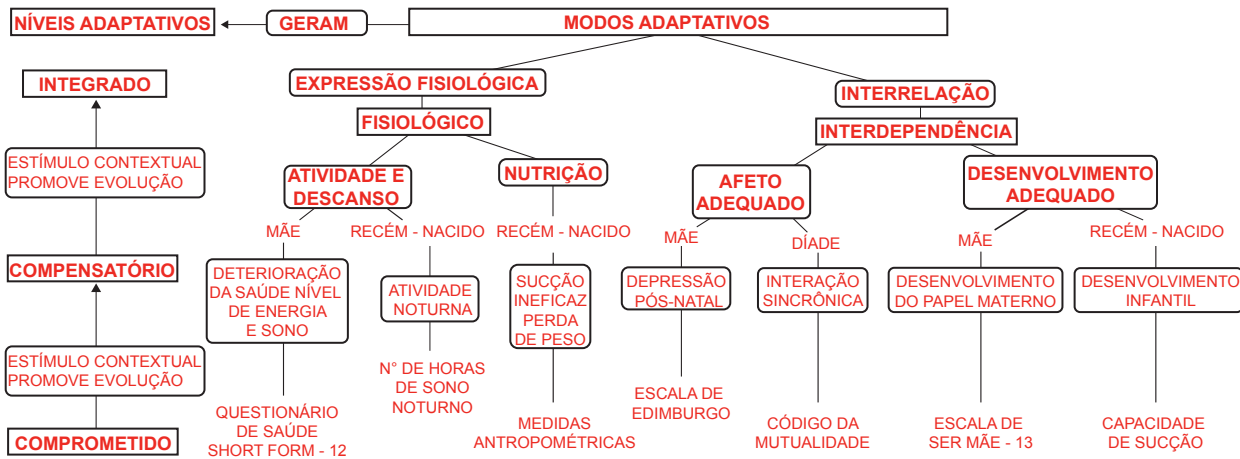 NÍVEIS ADAPTATIVOS
GERAM
MODOS ADAPTATIVOS
INTEGRADO
ESTÍMULO CONTEXTUAL
PROMOVE EVOLUÇÃO
COMPENSATÓRIO
ESTÍMULO CONTEXTUAL
PROMOVE EVOLUÇÃO
COMPROMETIDO
EXPRESSÃO FISIOLÓGICA
FISIOLÓGICO
ATIVIDADE E
DESCANSO
MÃE
DETERIORAÇÃO
DA SAÚDE NÍVEL
DE ENERGIA
E SONO
QUESTIONÁRIO
DE SAÚDE
SHORT FORM - 12
RECÉM - NACIDO
ATIVIDADE
NOTURNA
N° DE HORAS
DE SONO
NOTURNO
NUTRIÇÃO
RECÉM - NACIDO
SUCÇÃO
INEFICAZ
PERDA
DE PESO
MEDIDAS
ANTROPOMÉTRICAS
INTERRELAÇÃO
INTERDEPENDÊNCIA
AFETO
ADEQUADO
MÃE
DEPRESSÃO
PÓS-NATAL
ESCALA DE
EDIMBURGO
DÍADE
INTERAÇÃO
SINCRÔNICA
CÓDIGO DA
MUTUALIDADE
DESENVOLVIMENTO
ADEQUADO
MÃE
DESENVOLVIMENTO
DO PAPEL MATERNO
ESCALA DE
SER MÃE - 13
RECÉM - NACIDO
DESENVOLVIMENTO
INFANTIL
CAPACIDADE
DE SUCÇÃO